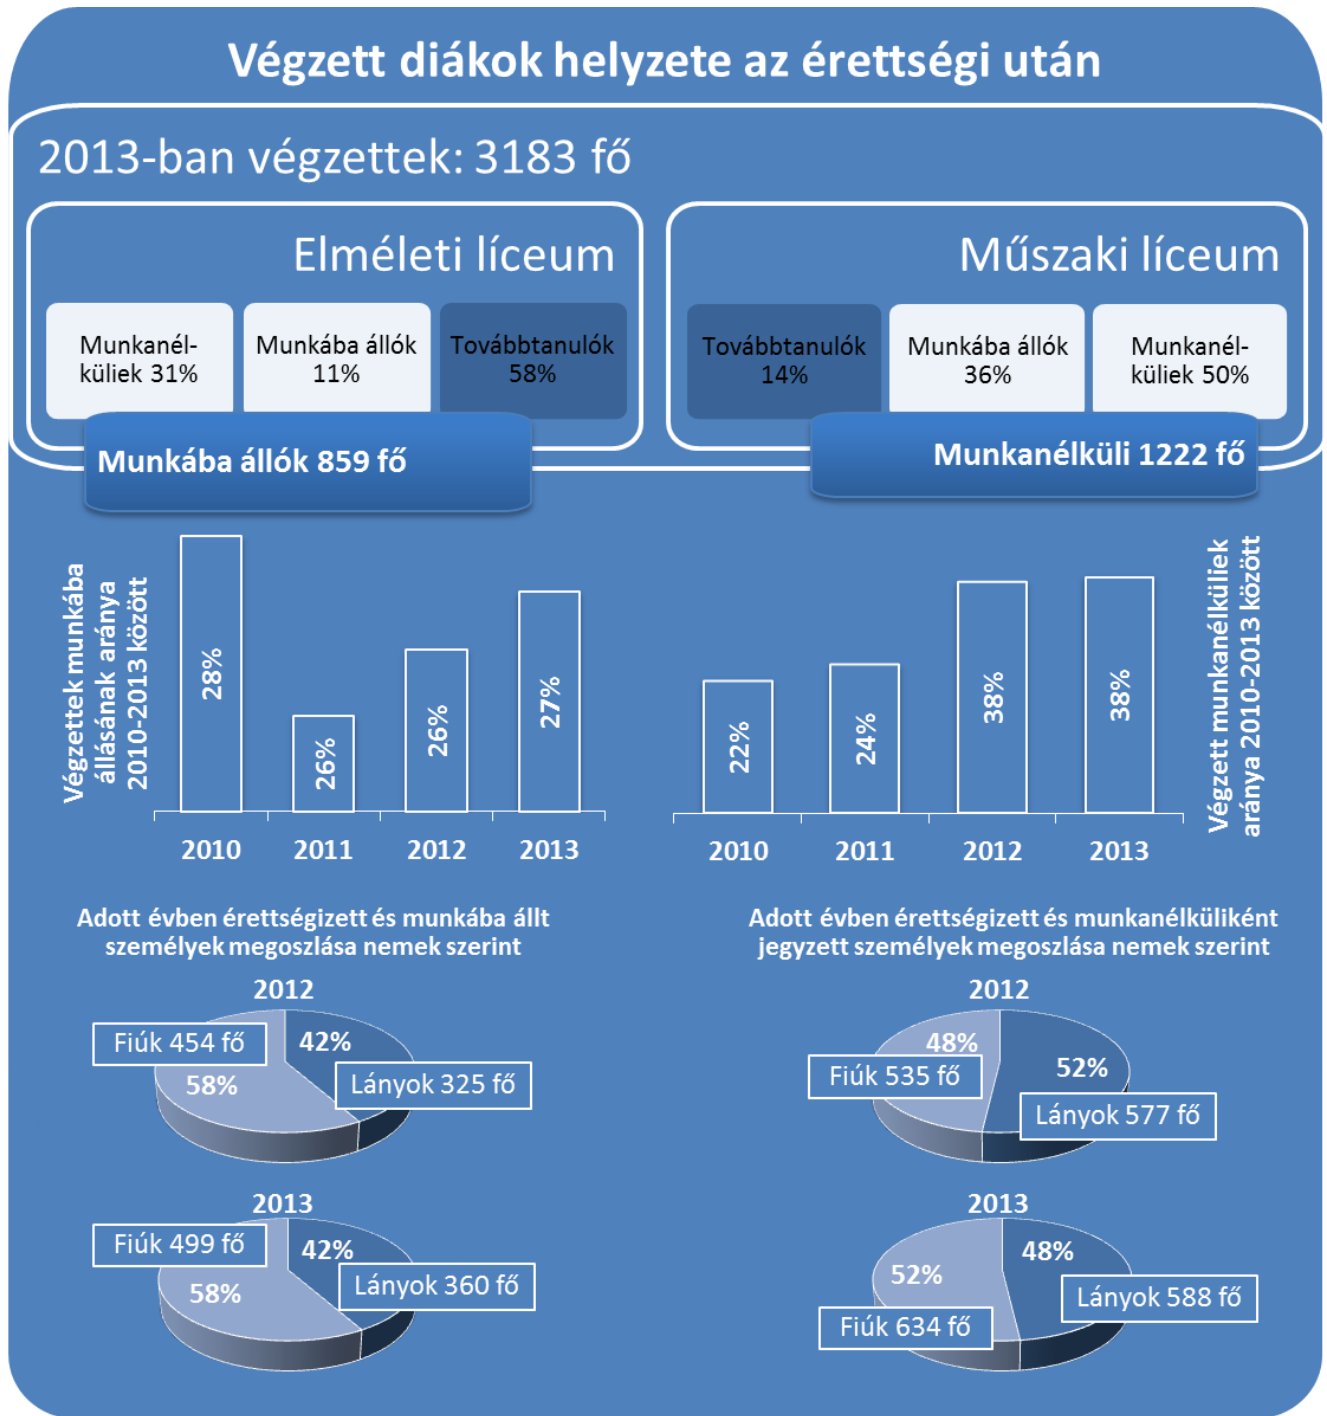 Végzett diákok helyzete az érettségi után
2013-ban végzettek: 3183 fő
Elméleti líceum
Munkanél-
küliek 31%
Munkába állók
11%
Továbbtanulók
58%
Műszaki líceum
Továbbtanulók
14%
Munkába állók
36%
Munkanél-
küliek 50%
Munkába állók 859 fő
Munkanélküli 1222 fő
Végzettek munkába
állásának aránya
2010-2013 között
28%
26%
26%
27%
2010
2011
2012
2013
22%
24%
38%
38%
2010
2011
2012
2013
Végzett munkanélküliek
aránya 2010-2013 között
Adott évben érettségizett és munkába állt
személyek megoszlása nemek szerint
2012
Fiúk 454 fő
42%
58%
Lányok 325 fő
2013
Fiúk 499 fő
42%
58%
Lányok 360 fő
Adott évben érettségizett és munkanélküliként
jegyzett személyek megoszlása nemek szerint
2012
48%
Fiúk 535 fő
52%
Lányok 577 fő
2013
52%
48%
Fiúk 634 fő
Lányok 588 fő